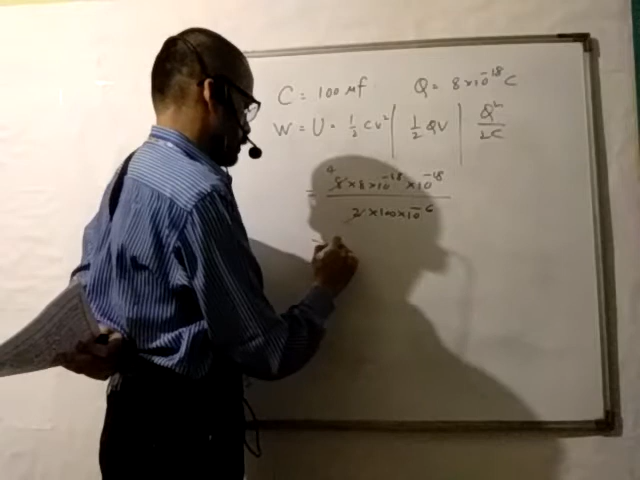 C = 100 μf Q = 8×10⁻¹⁸ C
W = U = ½ CV² | ½ QV | Q²/2C
= 8×8×10⁻¹⁸×10⁻¹⁸ / 2×100×10⁻⁶
4